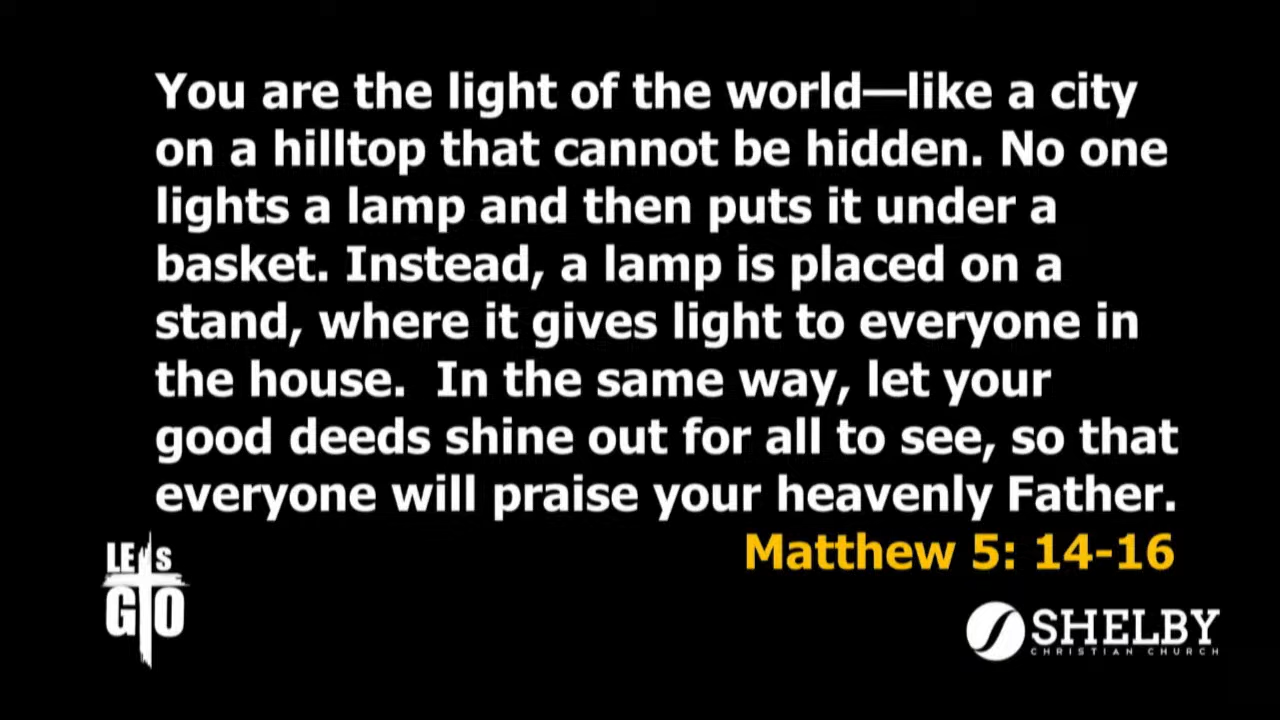 You are the light of the world—like a city
on a hilltop that cannot be hidden. No one
lights a lamp and then puts it under a
basket. Instead, a lamp is placed on a
stand, where it gives light to everyone in
the house.  In the same way, let your
good deeds shine out for all to see, so that
everyone will praise your heavenly Father.
Matthew 5: 14-16
LETS
GO
SHELBY
CHRISTIAN CHURCH